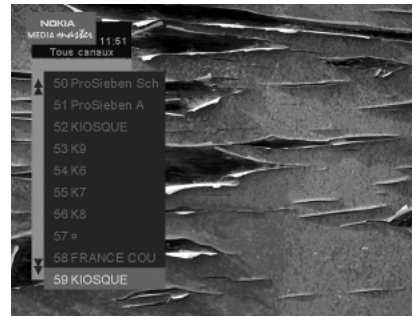 NOKIA
MEDIA master 11:51
Tous canaux
50 ProSieben Sch
51 ProSieben A
52 KIOSQUE
53 K9
54 K6
55 K7
56 K8
57 e
58 FRANCE COU
59 KIOSQUE